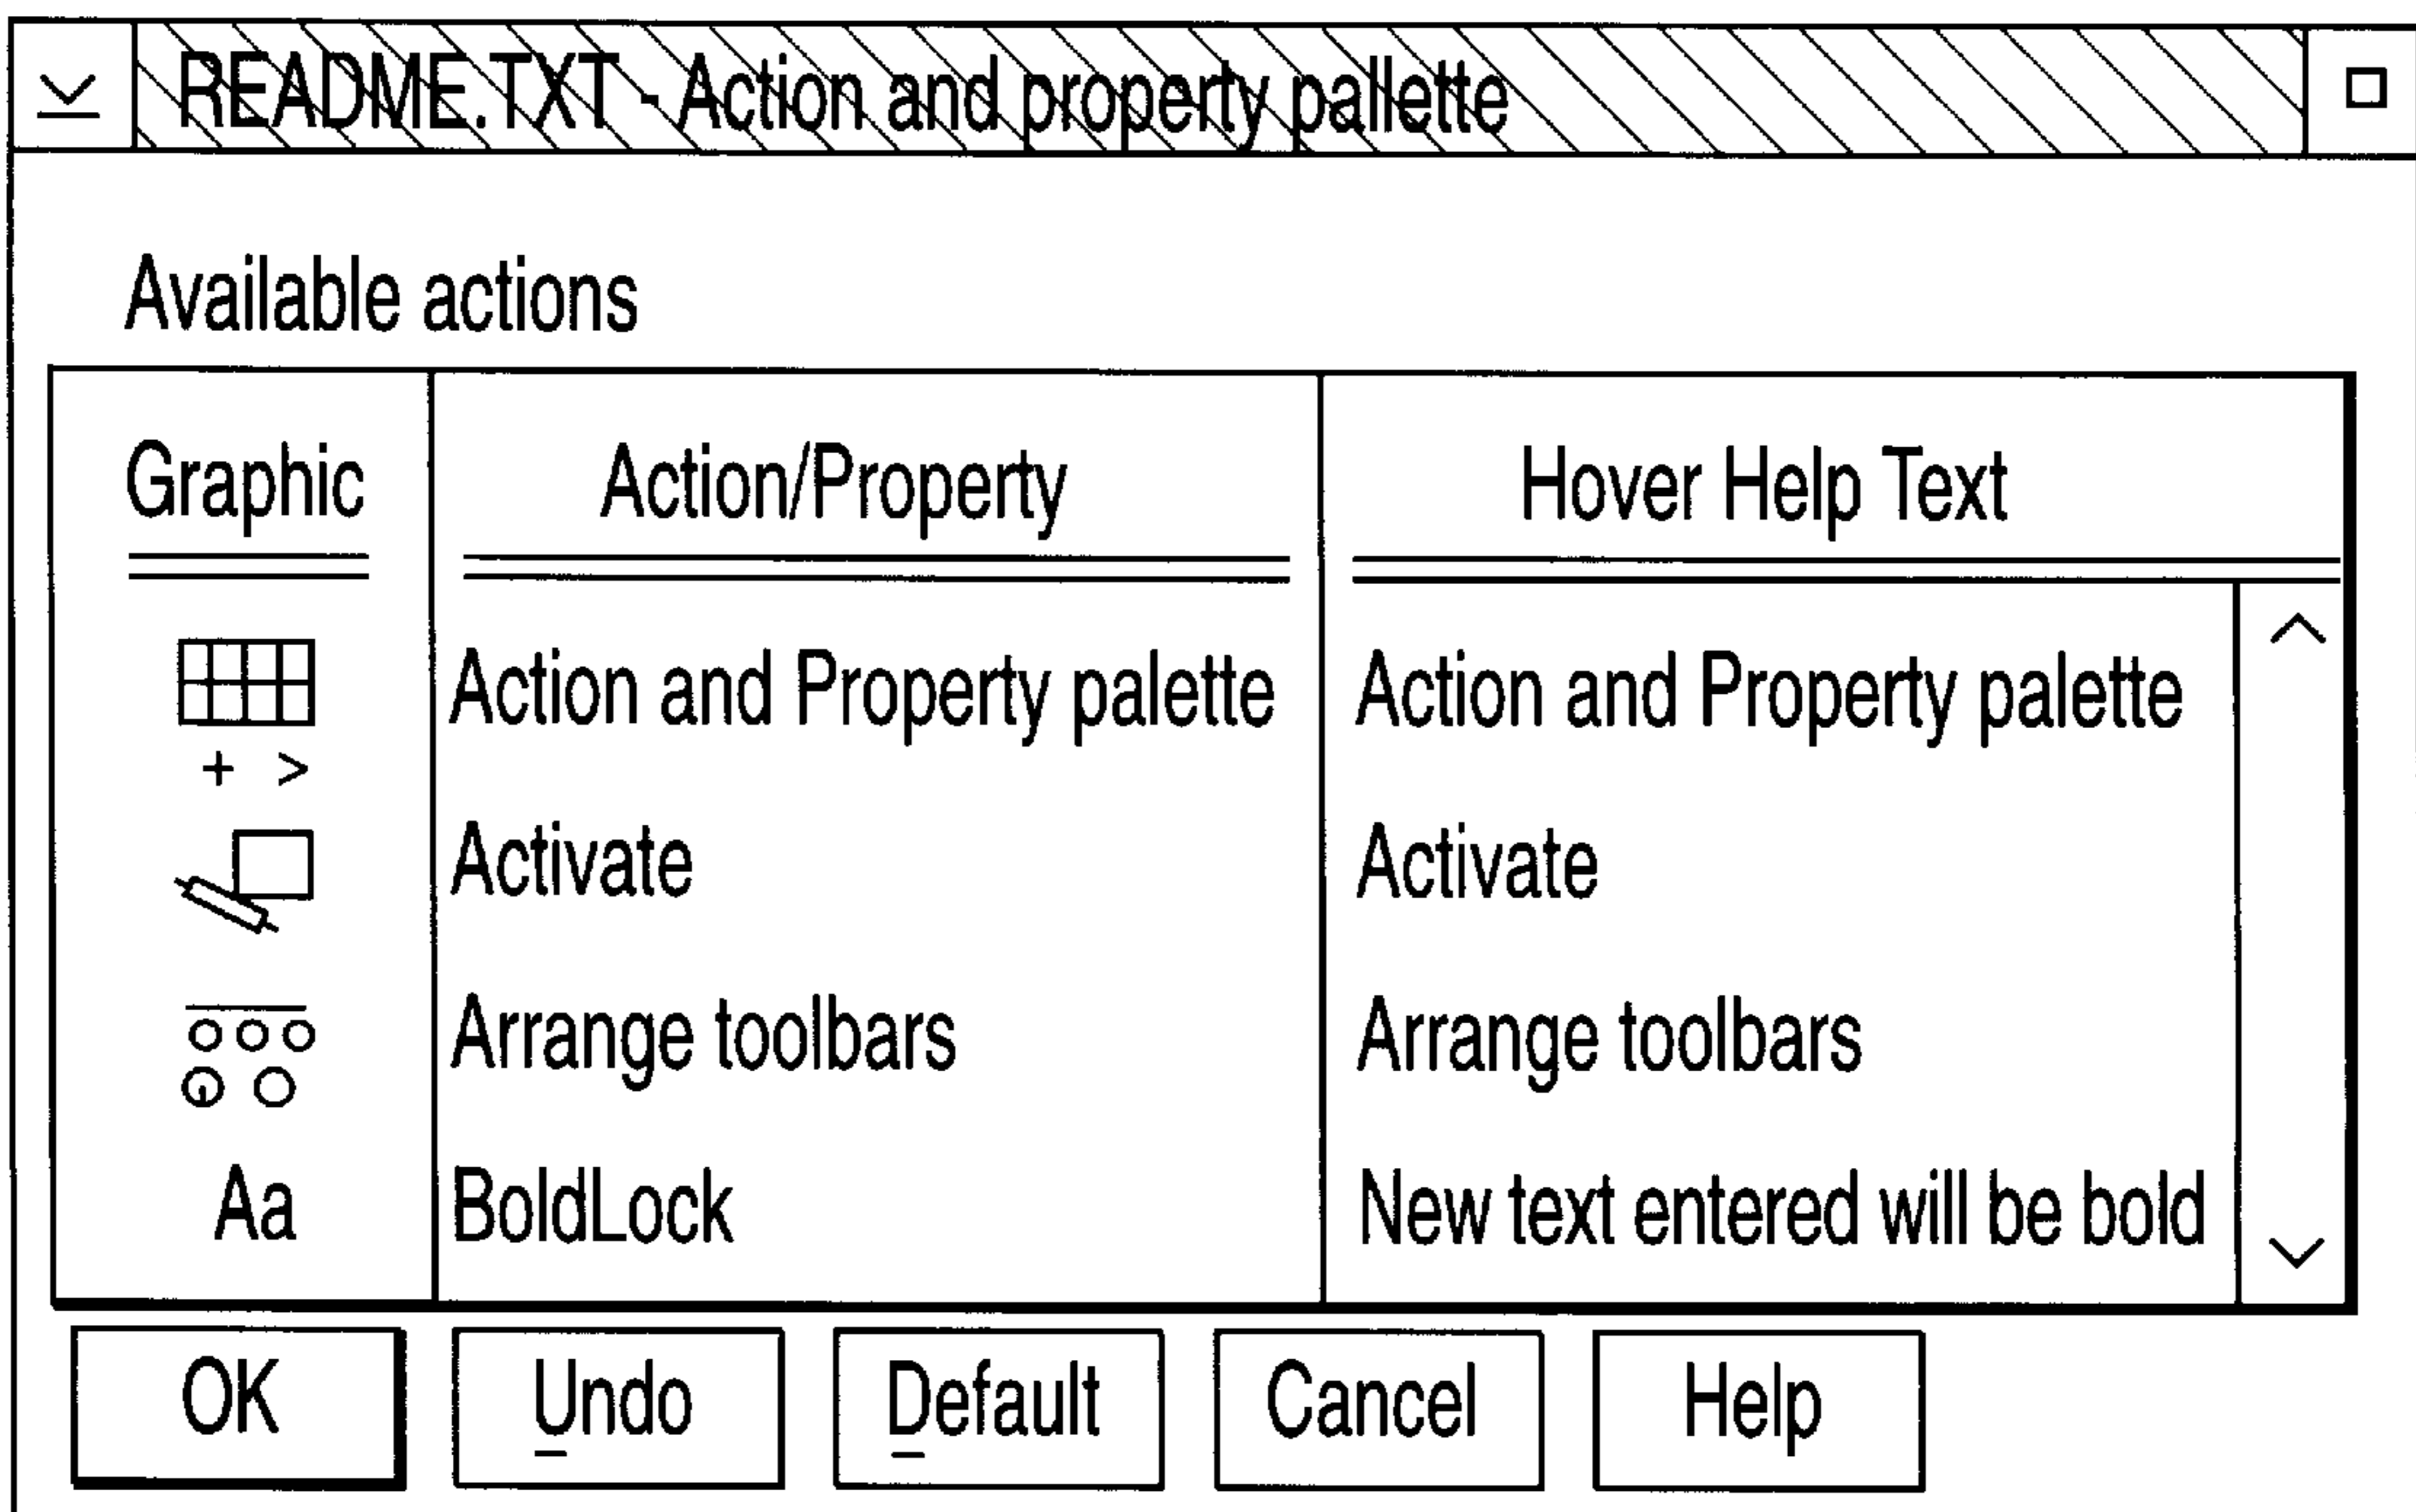 README.TXT - Action and property pallette
Available actions
Graphic Action/Property Hover Help Text
Action and Property palette Action and Property palette
+ >
Activate Activate
Arrange toolbars Arrange toolbars
Aa BoldLock New text entered will be bold
OK Undo Default Cancel Help